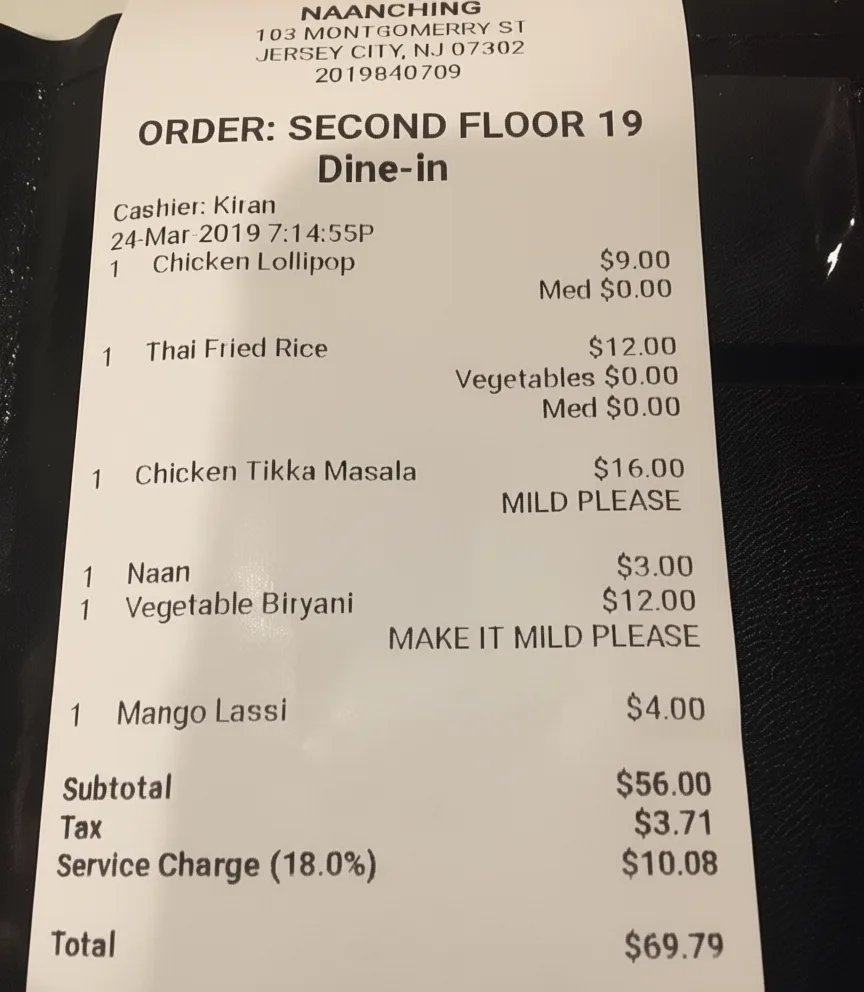 NAANCHING
103 MONTGOMERRY ST
JERSEY CITY, NJ 07302
2019840709
ORDER: SECOND FLOOR 19
Dine-in
Cashier: Kiran
24-Mar-2019 7:14:55P
1 Chicken Lollipop $9.00
Med $0.00
1 Thai Fried Rice $12.00
Vegetables $0.00
Med $0.00
1 Chicken Tikka Masala $16.00
MILD PLEASE
1 Naan $3.00
1 Vegetable Biryani $12.00
MAKE IT MILD PLEASE
1 Mango Lassi $4.00
Subtotal $56.00
Tax $3.71
Service Charge (18.0%) $10.08
Total $69.79